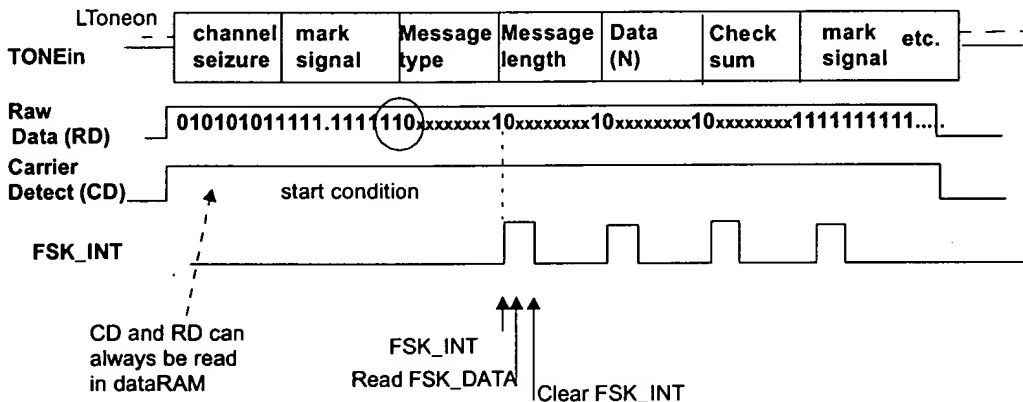 LToneon
TONEin
channel seizure
mark signal
Message type
Message length
Data (N)
Check sum
mark signal etc.
Raw Data (RD)
010101011111.1111110xxxxxxxx10xxxxxxxx10xxxxxxxx10xxxxxxxx1111111111.....
Carrier Detect (CD)
start condition
FSK_INT
CD and RD can
always be read
in dataRAM
FSK_INT
Read FSK_DATA
Clear FSK_INT